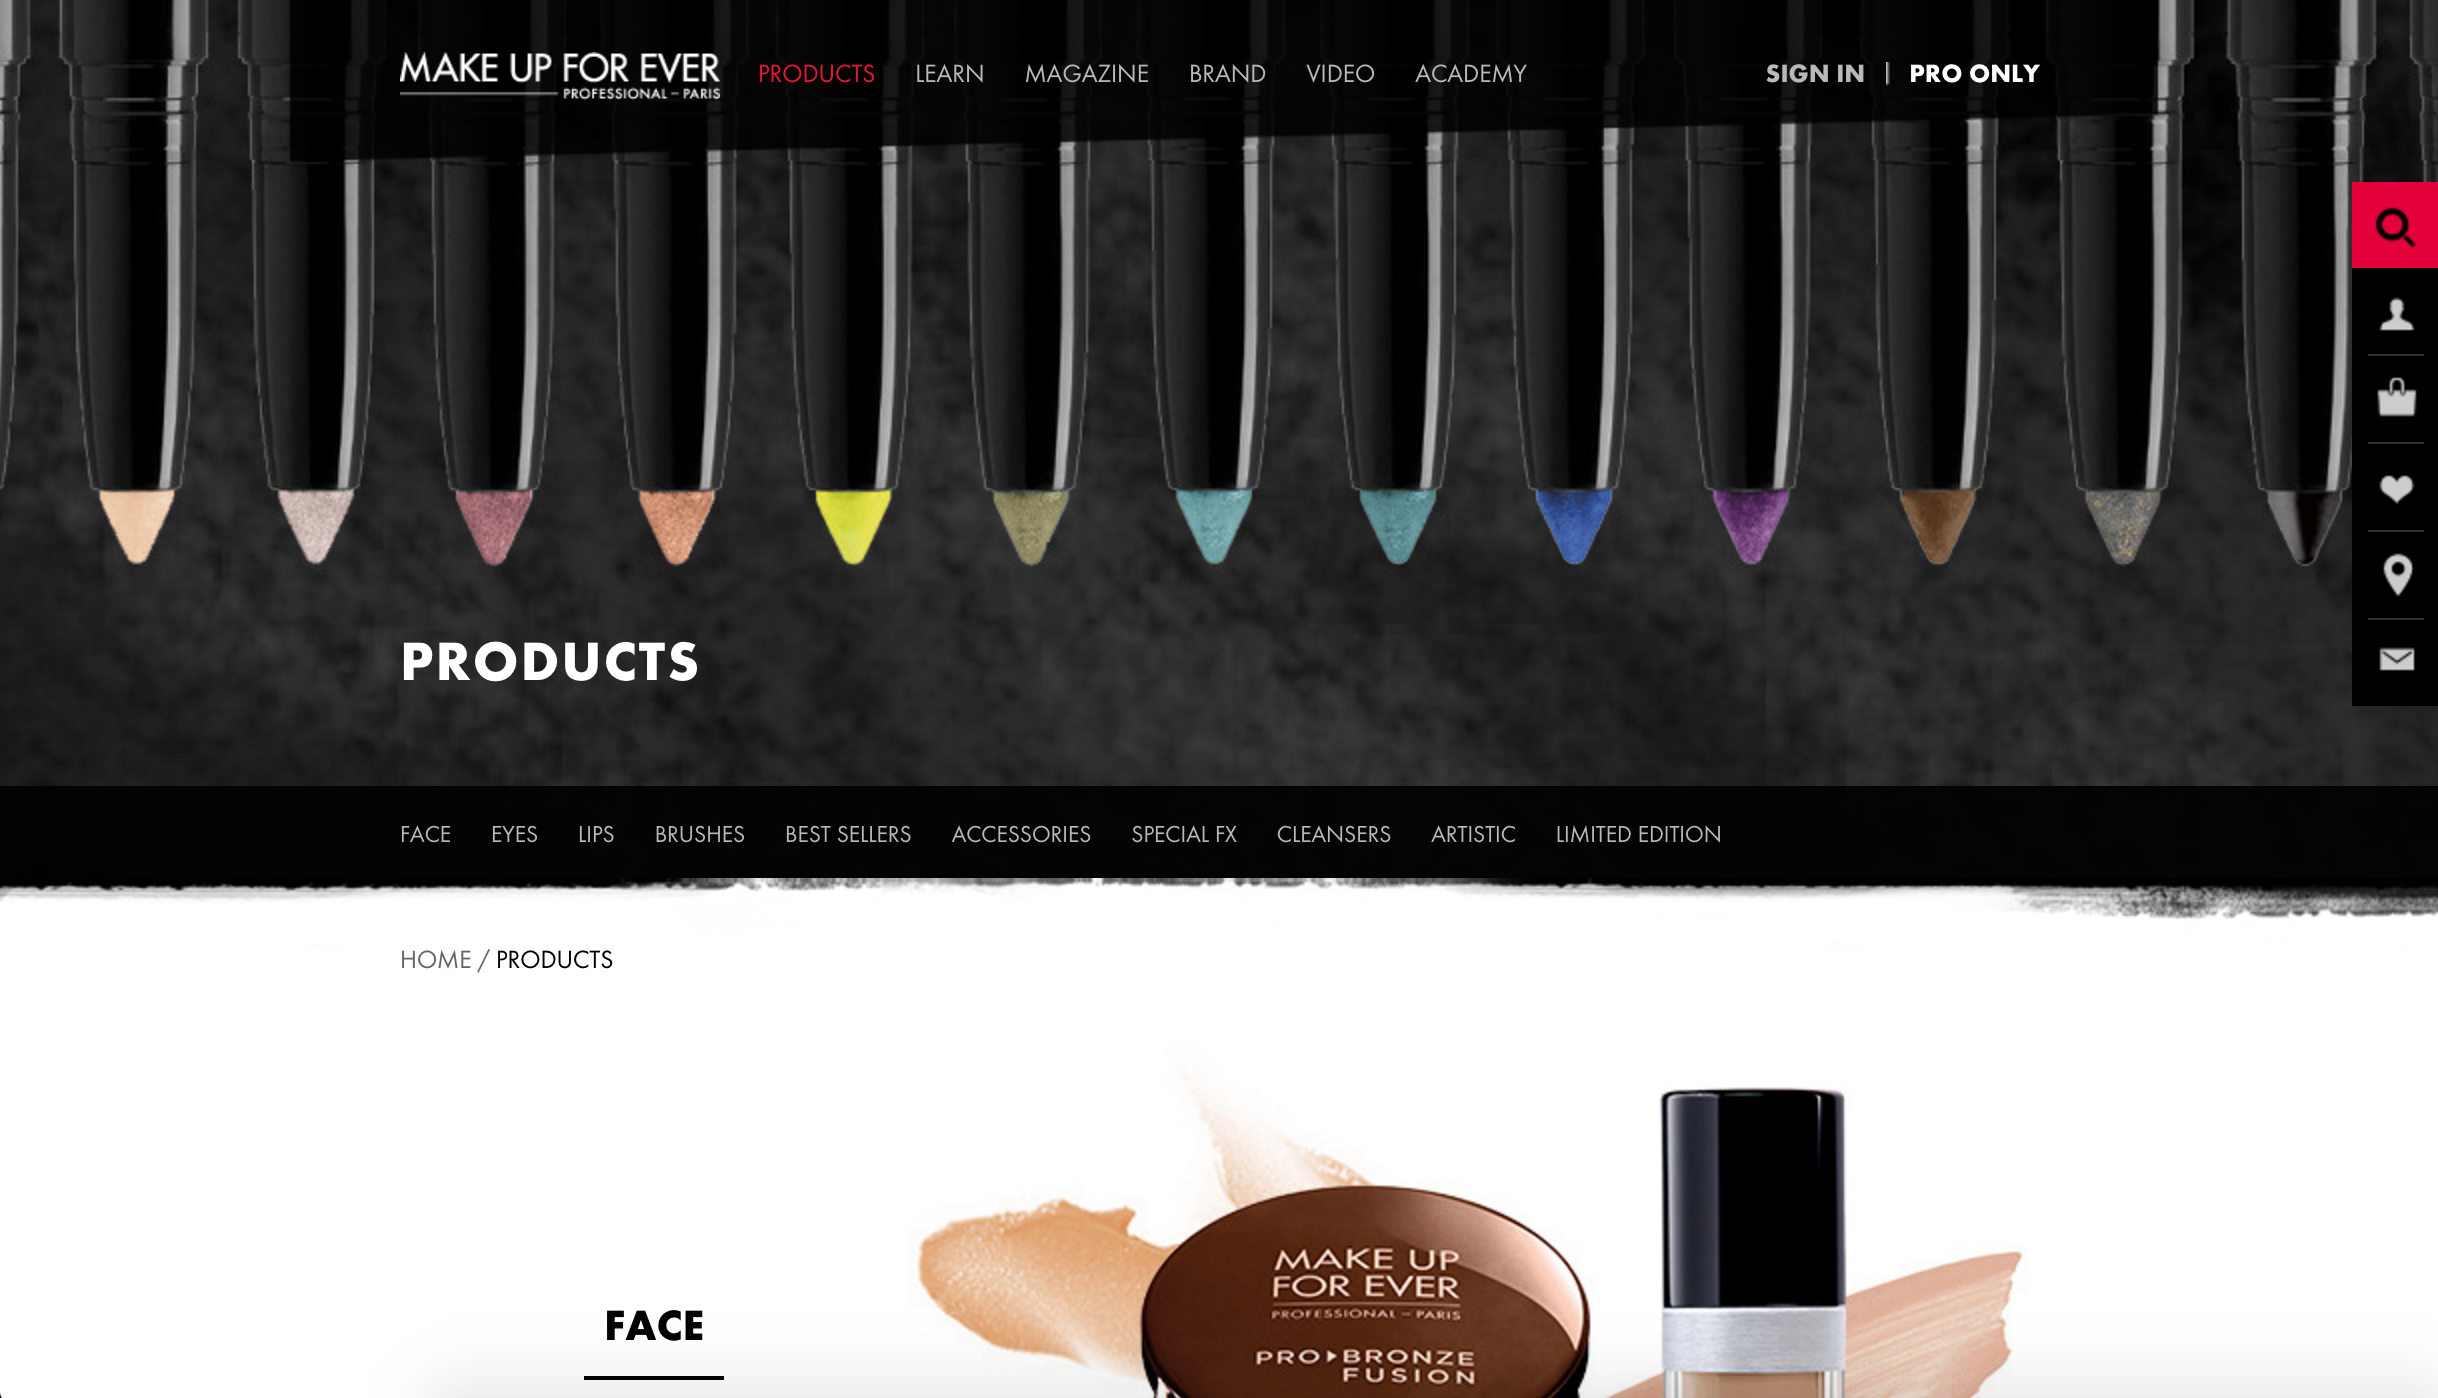 MAKE UP FOR EVER
PROFESSIONAL – PARIS
PRODUCTS LEARN MAGAZINE BRAND VIDEO ACADEMY
SIGN IN | PRO ONLY
PRODUCTS
FACE EYES LIPS BRUSHES BEST SELLERS ACCESSORIES SPECIAL FX CLEANSERS ARTISTIC LIMITED EDITION
HOME / PRODUCTS
FACE
MAKE UP
FOR EVER
PROFESSIONAL – PARIS
PRO BRONZE
FUSION